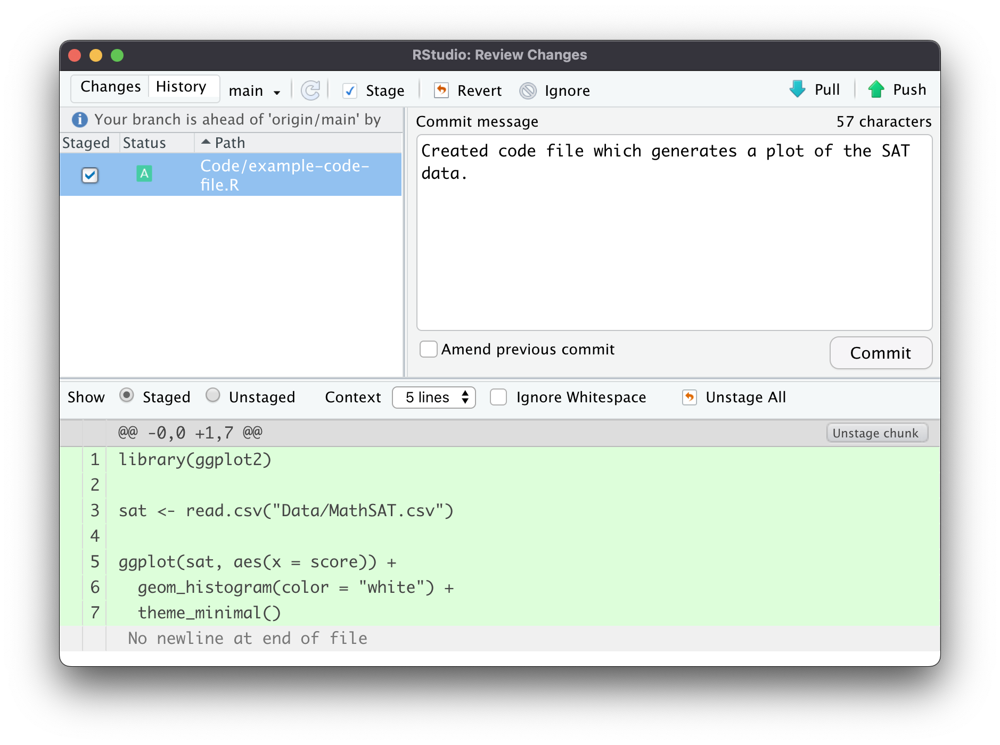 RStudio: Review Changes
Changes History main Stage Revert Ignore Pull Push
Your branch is ahead of 'origin/main' by
Staged Status Path
A Code/example-code-
file.R
Commit message 57 characters
Created code file which generates a plot of the SAT
data.
Amend previous commit Commit
Show Staged Unstaged Context 5 lines Ignore Whitespace Unstage All
@@ -0,0 +1,7 @@ Unstage chunk
1 library(ggplot2)
2
3 sat <- read.csv("Data/MathSAT.csv")
4
5 ggplot(sat, aes(x = score)) +
6 geom_histogram(color = "white") +
7 theme_minimal()
No newline at end of file